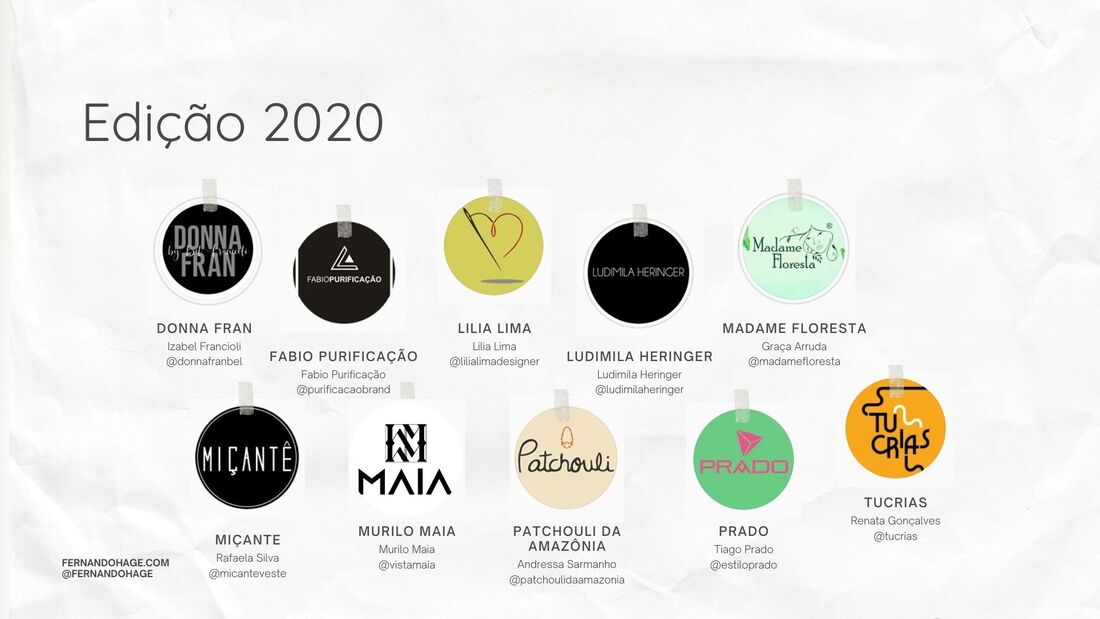 Edição 2020
DONNA
by Bel Francioli
FRAN
DONNA FRAN
Izabel Francioli
@donnafranbel
FABIOPURIFICAÇÃO
FABIO PURIFICAÇÃO
Fabio Purificação
@purificacaobrand
LILIA LIMA
Lilia Lima
@lilialimadesigner
LUDIMILA HERINGER
LUDIMILA HERINGER
Ludimila Heringer
@ludimilaheringer
Madame ®
Floresta
MADAME FLORESTA
Graça Arruda
@madamefloresta
MIÇANTÊ
MIÇANTE
Rafaela Silva
@micanteveste
MAIA
MURILO MAIA
Murilo Maia
@vistamaia
Patchouli
PATCHOULI DA
AMAZÔNIA
Andressa Sarmanho
@patchoulidaamazonia
PRADO
PRADO
Tiago Prado
@estiloprado
TU
CRIAS
TUCRIAS
Renata Gonçalves
@tucrias
FERNANDOHAGE.COM
@FERNANDOHAGE